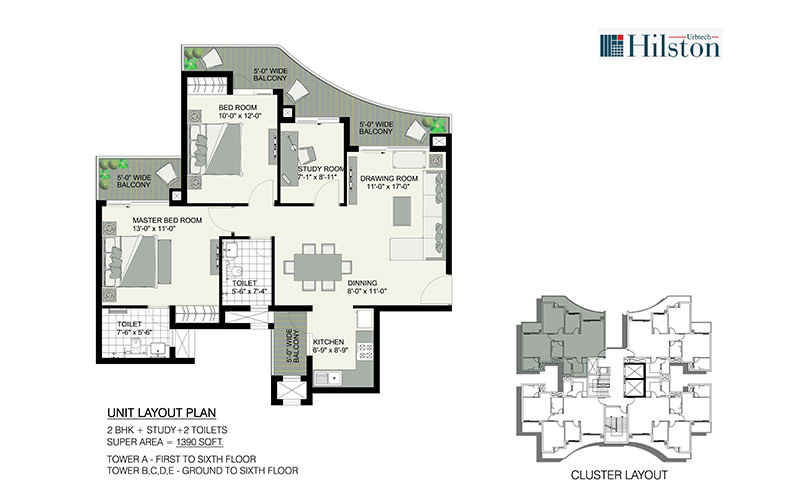 Urbtech
Hilston
5'-0" WIDE
BALCONY
BED ROOM
10'-0" x 12'-0"
5'-0" WIDE
BALCONY
STUDY ROOM
7'-1" x 8'-11"
DRAWING ROOM
11'-0" x 17'-0"
5'-0" WIDE
BALCONY
MASTER BED ROOM
13'-0" x 11'-0"
TOILET
5'-6" x 7'-4"
DINNING
8'-0" x 11'-0"
TOILET
7'-6" x 5'-6"
5'-0" WIDE
BALCONY
KITCHEN
6'-9" x 8'-9"
UNIT LAYOUT PLAN
2 BHK + STUDY+2 TOILETS
SUPER AREA = 1390 SQFT.
TOWER A - FIRST TO SIXTH FLOOR
TOWER B,C,D,E - GROUND TO SIXTH FLOOR
CLUSTER LAYOUT